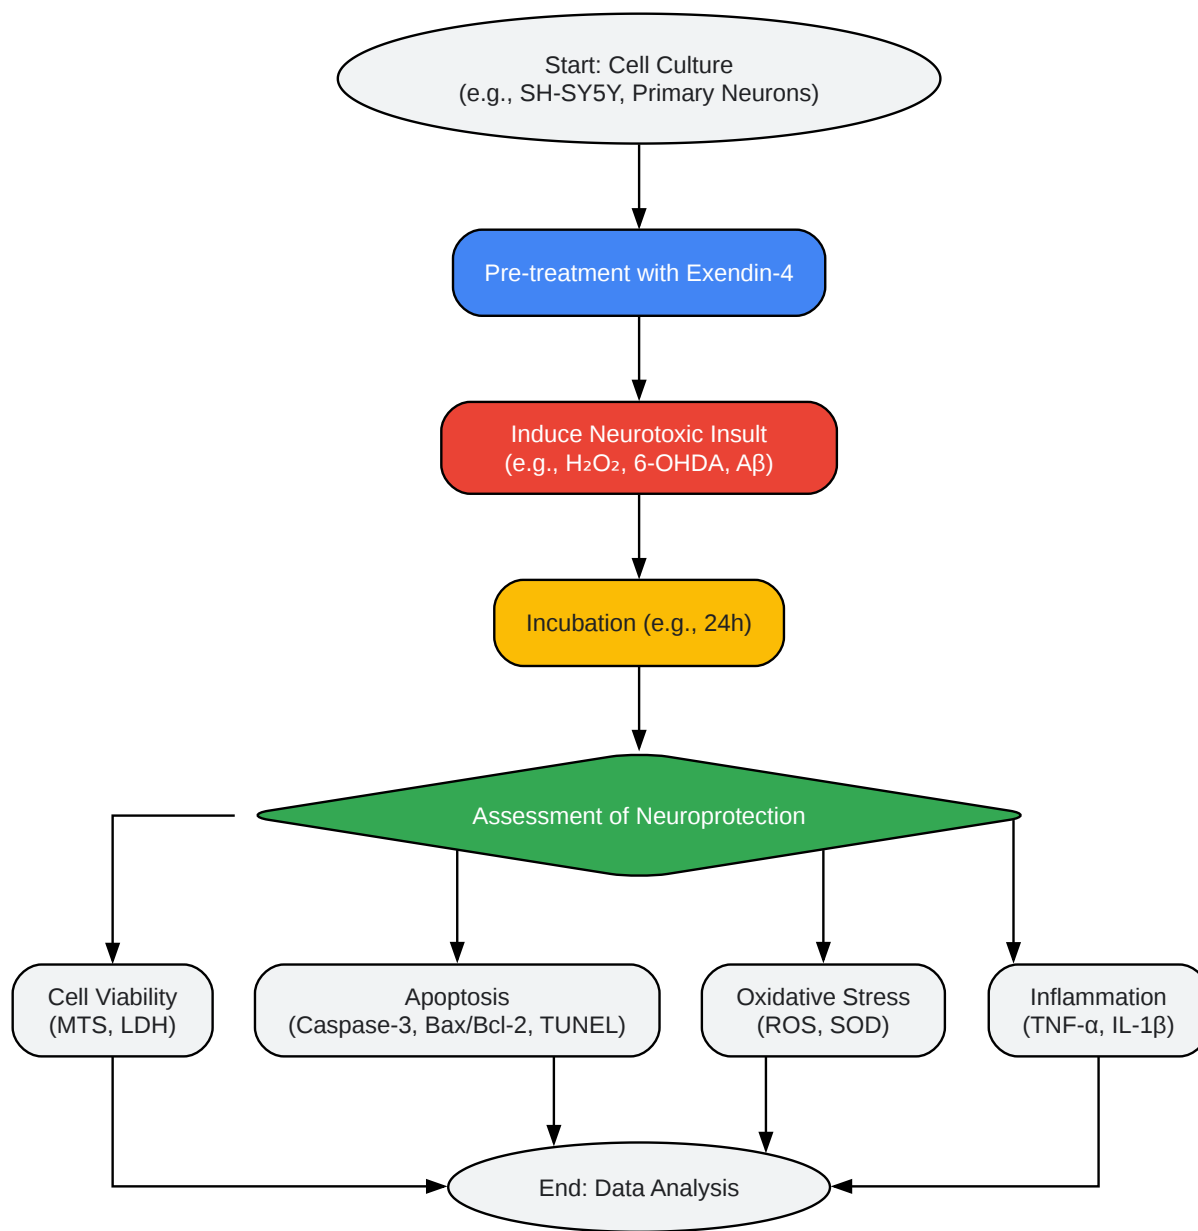 Start: Cell Culture
(e.g., SH-SY5Y, Primary Neurons)
Pre-treatment with Exendin-4
Induce Neurotoxic Insult
(e.g., H₂O₂, 6-OHDA, Aβ)
Incubation (e.g., 24h)
Assessment of Neuroprotection
Cell Viability
(MTS, LDH)
Apoptosis
(Caspase-3, Bax/Bcl-2, TUNEL)
Oxidative Stress
(ROS, SOD)
Inflammation
(TNF-α, IL-1β)
End: Data Analysis